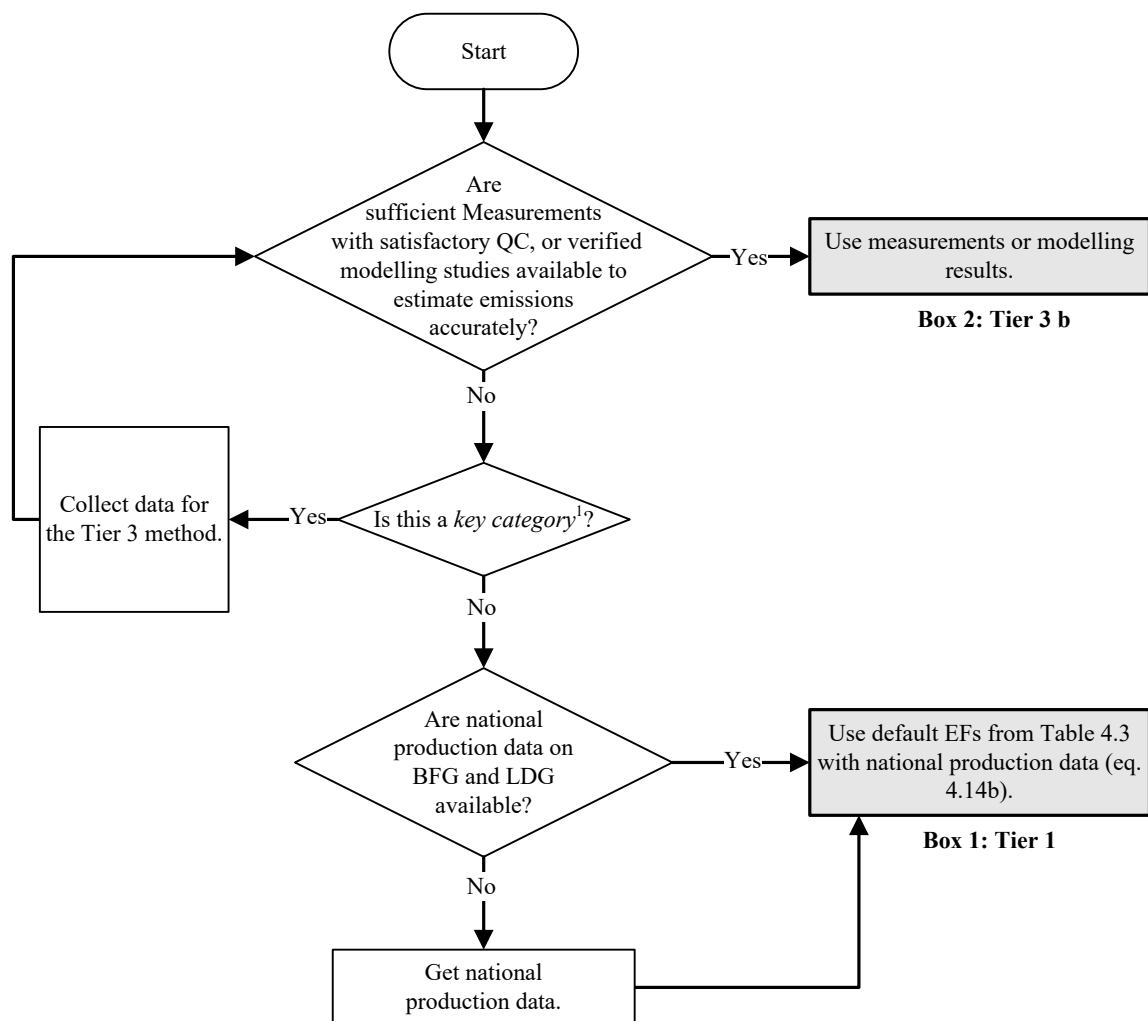 Start
Are
sufficient Measurements
with satisfactory QC, or verified
modelling studies available to
estimate emissions
accurately?
Yes
Use measurements or modelling
results.
Box 2: Tier 3 b
No
Collect data for
the Tier 3 method.
Yes
Is this a key category¹?
No
Are national
production data on
BFG and LDG
available?
Yes
Use default EFs from Table 4.3
with national production data (eq.
4.14b).
Box 1: Tier 1
No
Get national
production data.